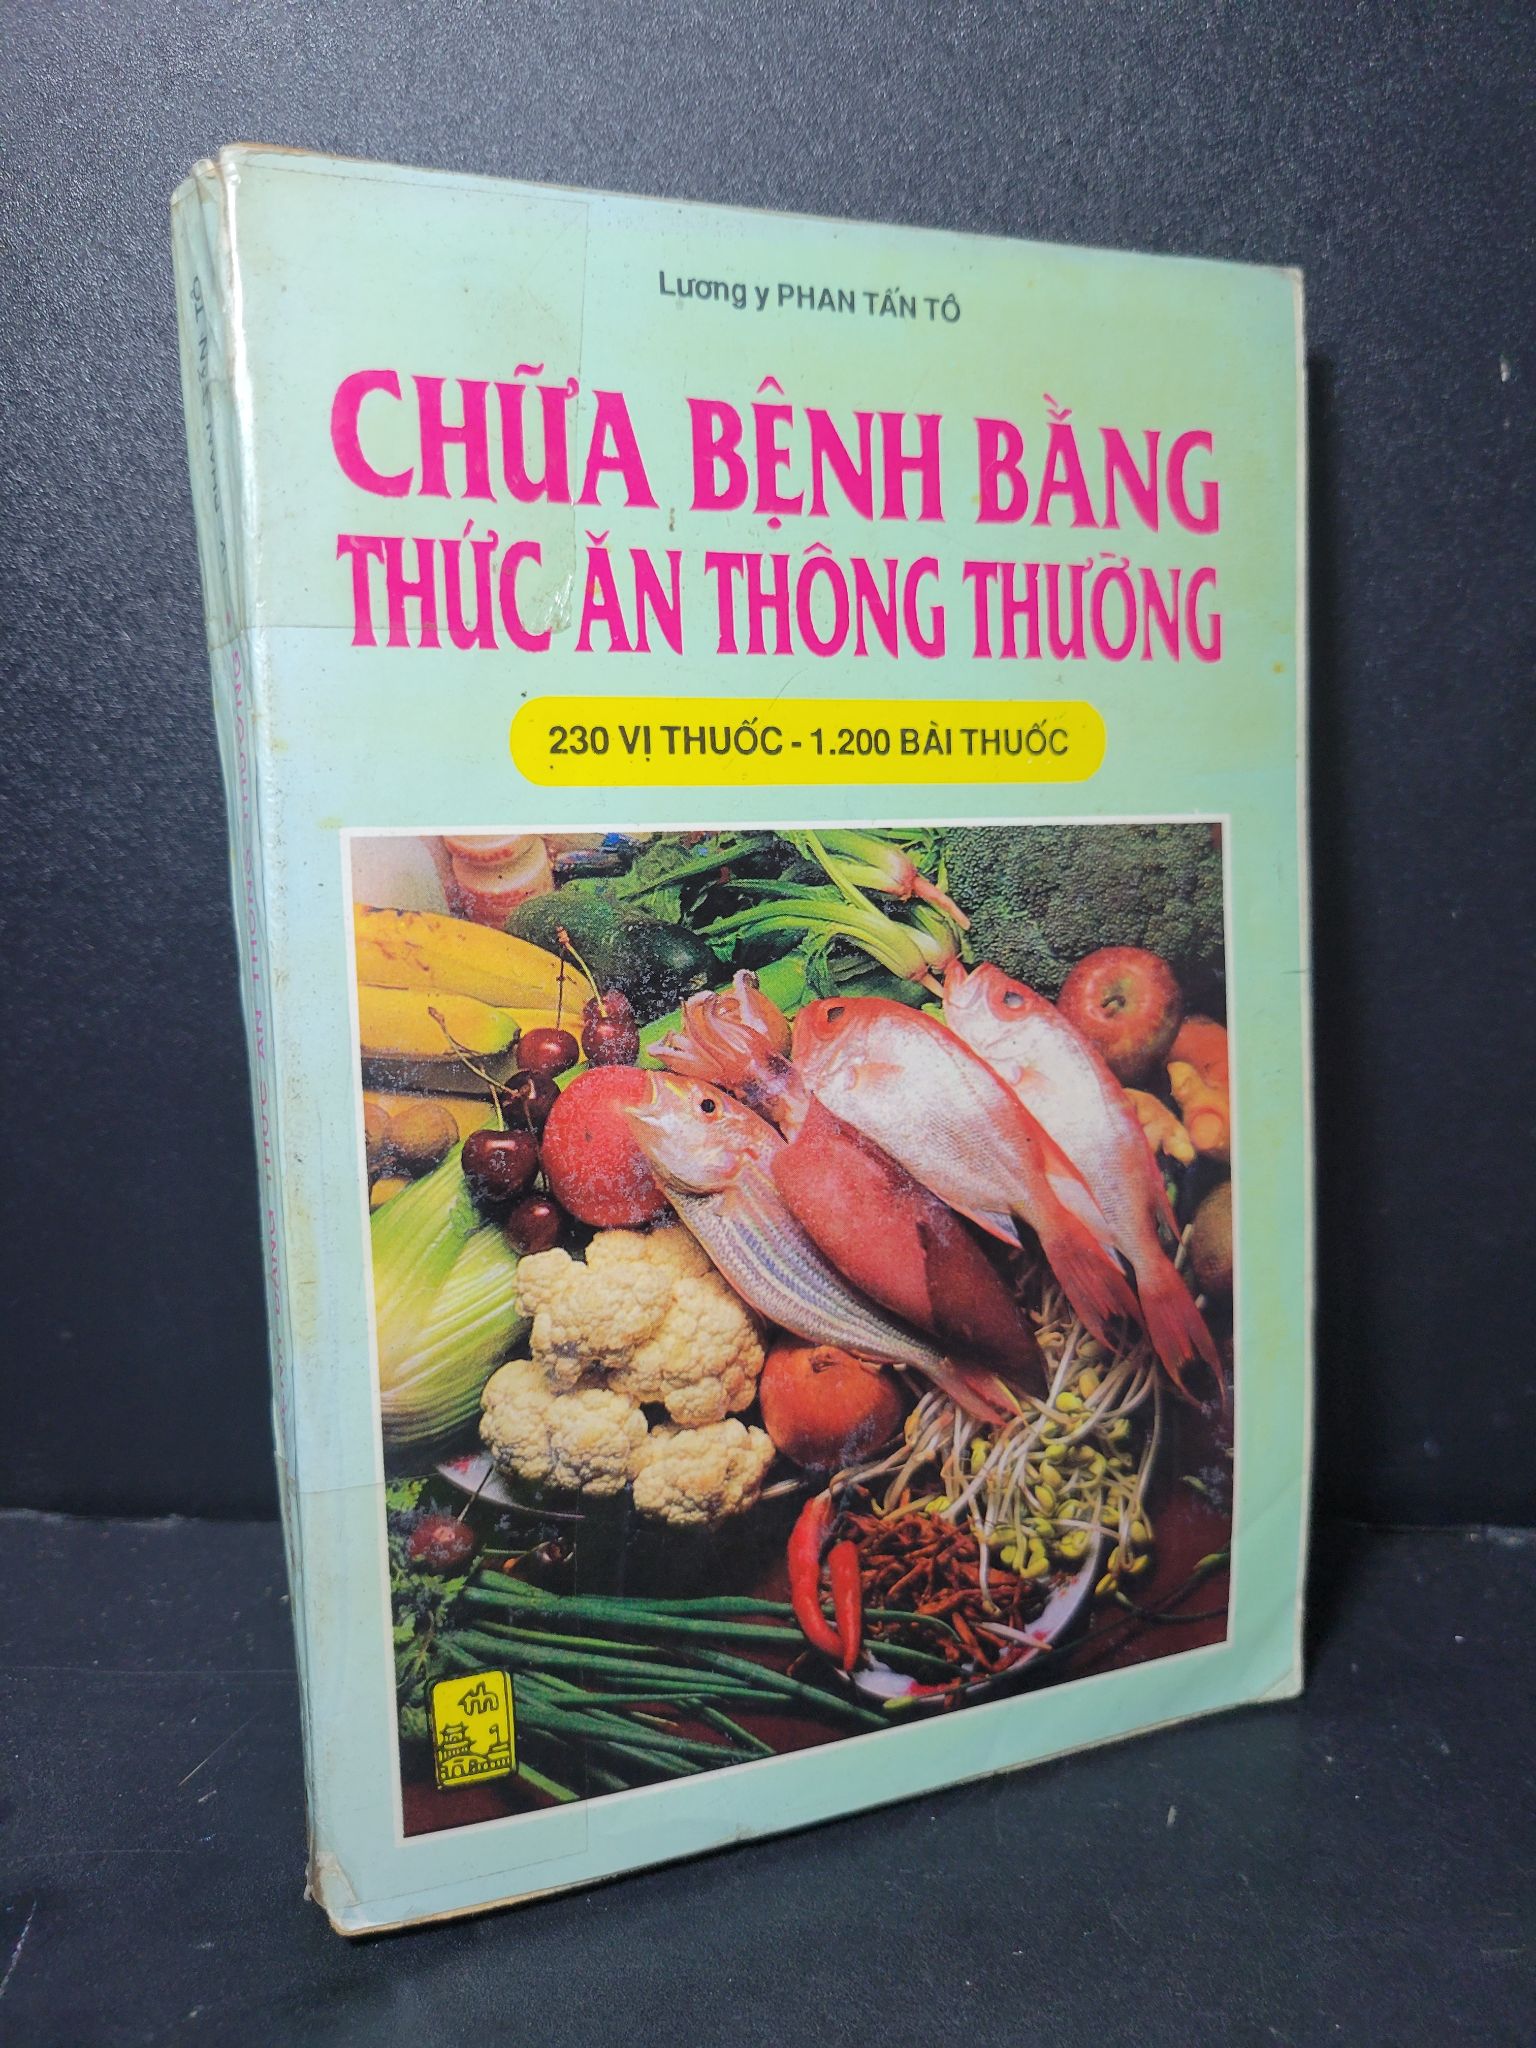 Lương y PHAN TẤN TÔ
CHỮA BỆNH BẰNG
THỨC ĂN THÔNG THƯỜNG
230 VỊ THUỐC - 1.200 BÀI THUỐC